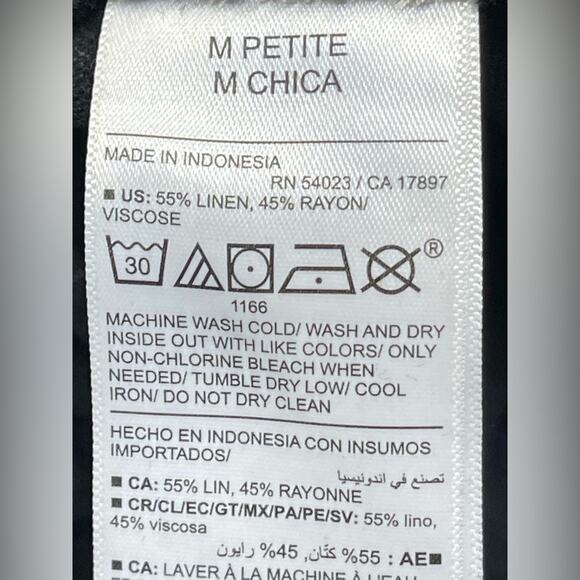 M PETITE
M CHICA
MADE IN INDONESIA
RN 54023 / CA 17897
■ US: 55% LINEN, 45% RAYON/
VISCOSE
30
®
1166
MACHINE WASH COLD/ WASH AND DRY
INSIDE OUT WITH LIKE COLORS/ ONLY
NON-CHLORINE BLEACH WHEN
NEEDED/ TUMBLE DRY LOW/ COOL
IRON/ DO NOT DRY CLEAN
HECHO EN INDONESIA CON INSUMOS
IMPORTADOS/
تصنع في اندونيسيا
■ CA: 55% LIN, 45% RAYONNE
■ CR/CL/EC/GT/MX/PA/PE/SV: 55% lino,
45% viscosa
■AE : 55% كتّان, 45% رايون
■ CA: LAVER À LA MACHINE À L'EAU